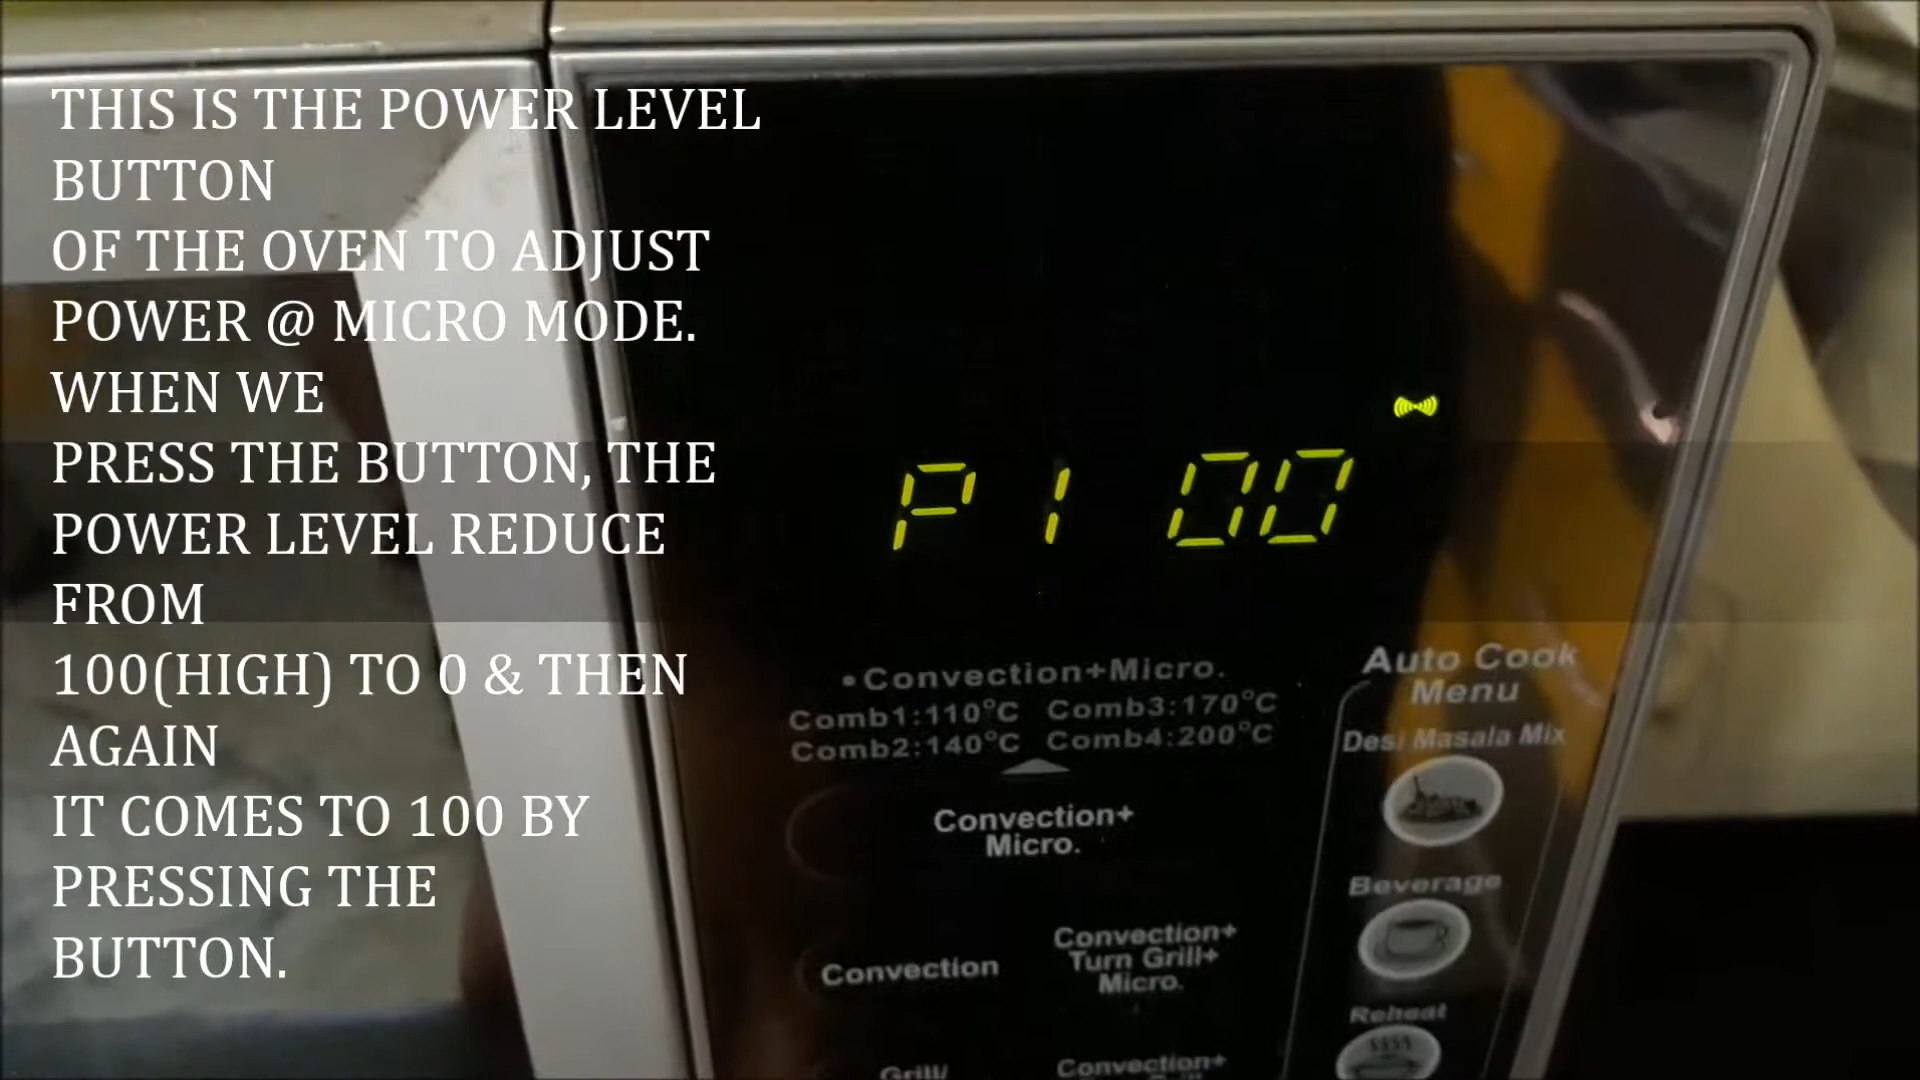 THIS IS THE POWER LEVEL
BUTTON
OF THE OVEN TO ADJUST
POWER @ MICRO MODE.
WHEN WE
PRESS THE BUTTON, THE
POWER LEVEL REDUCE
FROM
100(HIGH) TO 0 & THEN
AGAIN
IT COMES TO 100 BY
PRESSING THE
BUTTON.
P100
•Convection+Micro.
Comb1:110°C Comb3:170°C
Comb2:140°C Comb4:200°C
Convection+
Micro.
Convection
Convection+
Turn Grill+
Micro.
Grill/
Convection+
Auto Cook
Menu
Desi Masala Mix
Beverage
Reheat